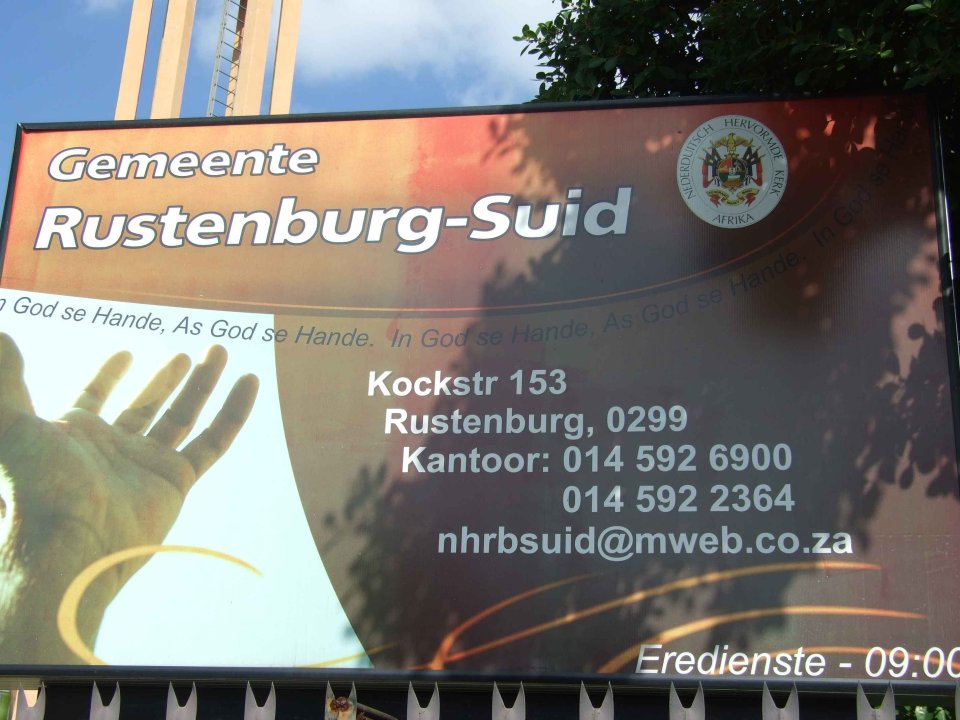 Gemeente
Rustenburg-Suid
NEDERDUITSCH HERVORMDE KERK
AFRIKA
n God se Hande, As God se Hande. In God se Hande, As God se Hande. In God se Ha
Kockstr 153
Rustenburg, 0299
Kantoor: 014 592 6900
014 592 2364
nhrbsuid@mweb.co.za
Eredienste - 09:00